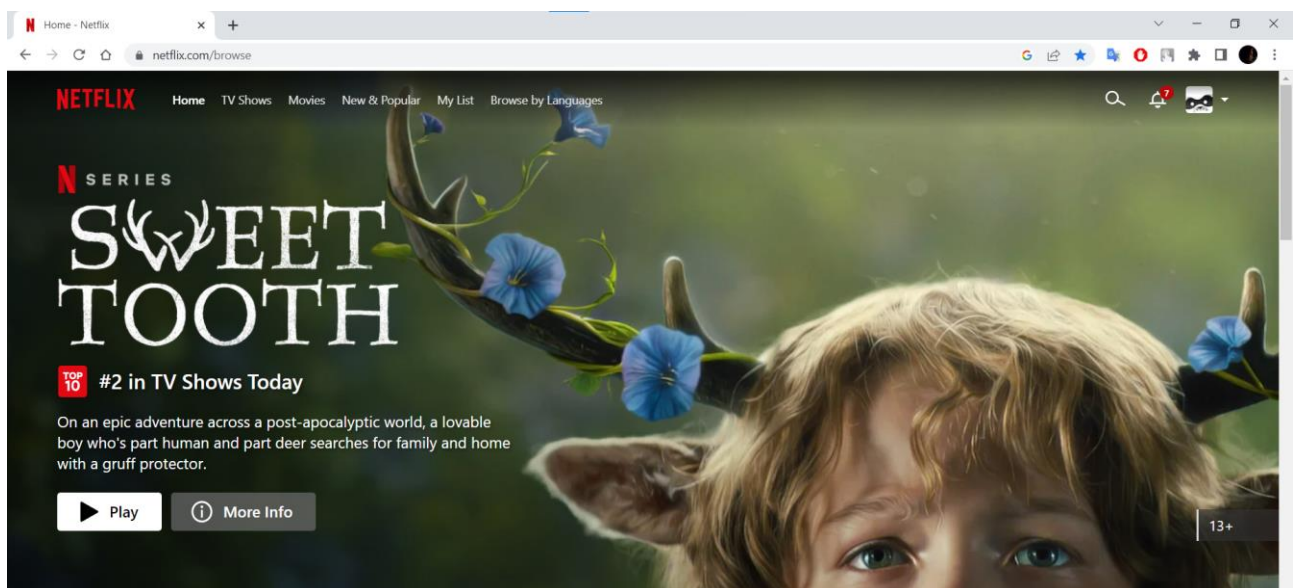 Home - Netflix
netflix.com/browse
NETFLIX Home TV Shows Movies New & Popular My List Browse by Languages
7
N SERIES
SWEET
TOOTH
TOP
10
#2 in TV Shows Today
On an epic adventure across a post-apocalyptic world, a lovable
boy who's part human and part deer searches for family and home
with a gruff protector.
Play
More Info
13+